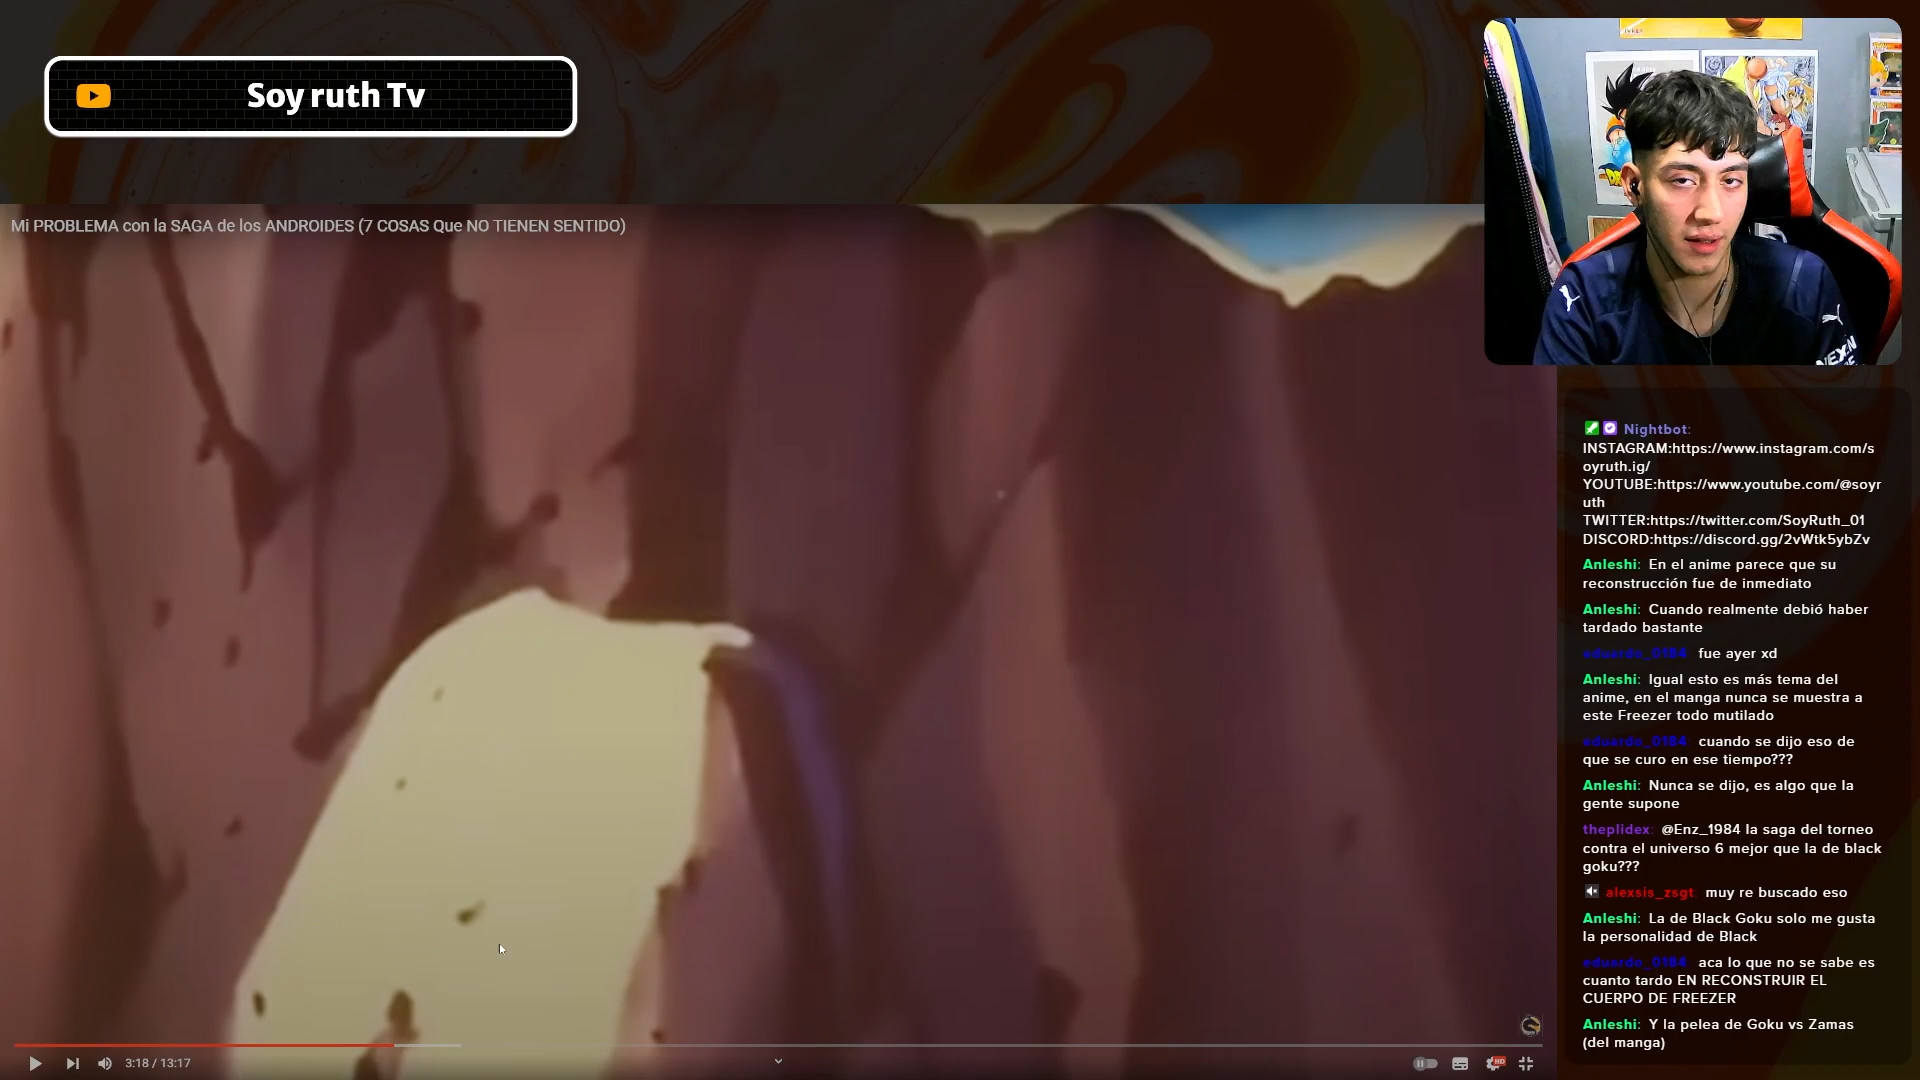 Soy ruth Tv
Mi PROBLEMA con la SAGA de los ANDROIDES (7 COSAS Que NO TIENEN SENTIDO)
Nightbot:
INSTAGRAM:https://www.instagram.com/s
oyruth.ig/
YOUTUBE:https://www.youtube.com/@soyr
uth
TWITTER:https://twitter.com/SoyRuth_01
DISCORD:https://discord.gg/2vWtk5ybZv
Anleshi: En el anime parece que su
reconstrucción fue de inmediato
Anleshi: Cuando realmente debió haber
tardado bastante
eduardo_0184: fue ayer xd
Anleshi: Igual esto es más tema del
anime, en el manga nunca se muestra a
este Freezer todo mutilado
eduardo_0184: cuando se dijo eso de
que se curo en ese tiempo???
Anleshi: Nunca se dijo, es algo que la
gente supone
theplidex: @Enz_1984 la saga del torneo
contra el universo 6 mejor que la de black
goku???
alexsis_zsgt: muy re buscado eso
Anleshi: La de Black Goku solo me gusta
la personalidad de Black
eduardo_0184: aca lo que no se sabe es
cuanto tardo EN RECONSTRUIR EL
CUERPO DE FREEZER
Anleshi: Y la pelea de Goku vs Zamas
(del manga)
3:18 / 13:17
HD